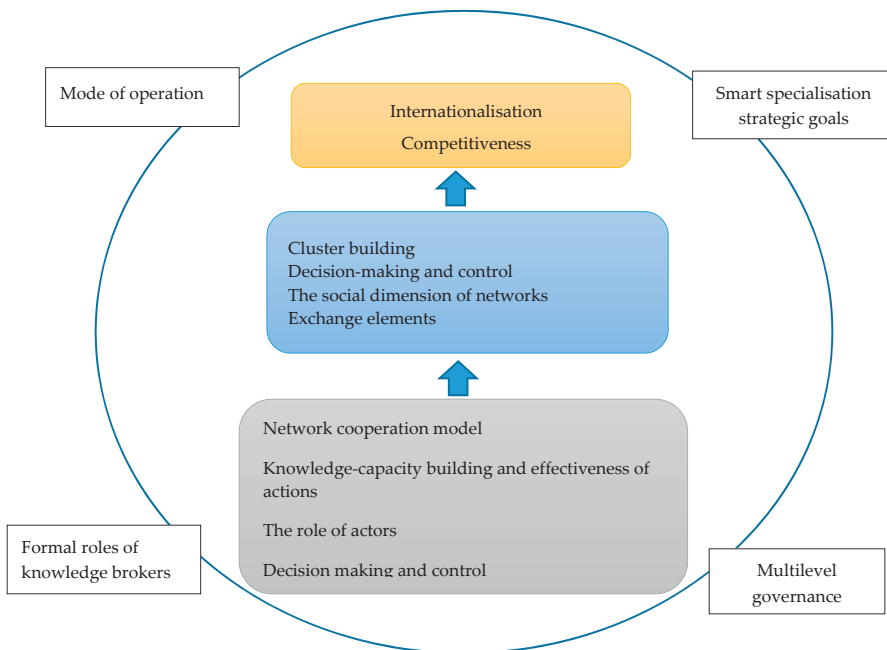 Mode of operation
Smart specialisation
strategic goals
Internationalisation
Competitiveness
Cluster building
Decision-making and control
The social dimension of networks
Exchange elements
Network cooperation model
Knowledge-capacity building and effectiveness of
actions
The role of actors
Decision making and control
Formal roles of
knowledge brokers
Multilevel
governance